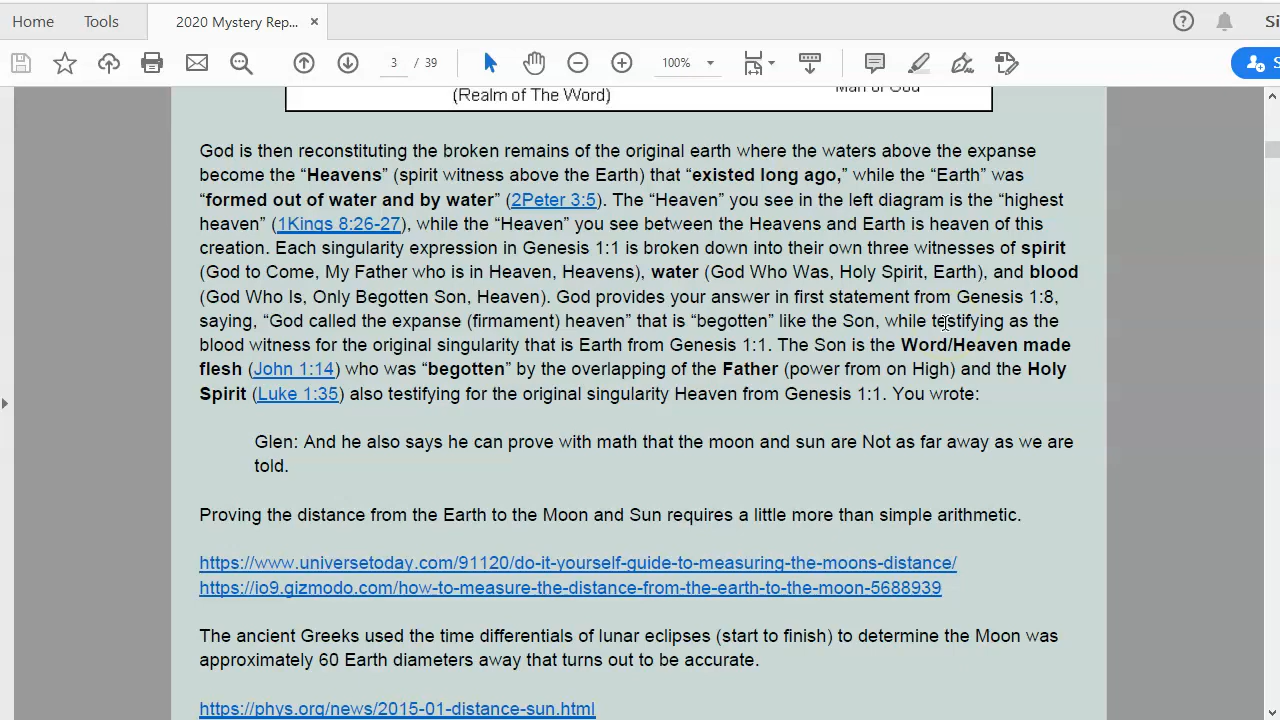 Home
Tools
2020 Mystery Rep...
×
Si
3 / 39
100%
S
(Realm of The Word)
Man of God
God is then reconstituting the broken remains of the original earth where the waters above the expanse
become the “Heavens” (spirit witness above the Earth) that “existed long ago,” while the “Earth” was
“formed out of water and by water” (2Peter 3:5). The “Heaven” you see in the left diagram is the “highest
heaven” (1Kings 8:26-27), while the “Heaven” you see between the Heavens and Earth is heaven of this
creation. Each singularity expression in Genesis 1:1 is broken down into their own three witnesses of spirit
(God to Come, My Father who is in Heaven, Heavens), water (God Who Was, Holy Spirit, Earth), and blood
(God Who Is, Only Begotten Son, Heaven). God provides your answer in first statement from Genesis 1:8,
saying, “God called the expanse (firmament) heaven” that is “begotten” like the Son, while testifying as the
blood witness for the original singularity that is Earth from Genesis 1:1. The Son is the Word/Heaven made
flesh (John 1:14) who was “begotten” by the overlapping of the Father (power from on High) and the Holy
Spirit (Luke 1:35) also testifying for the original singularity Heaven from Genesis 1:1. You wrote:
Glen: And he also says he can prove with math that the moon and sun are Not as far away as we are
told.
Proving the distance from the Earth to the Moon and Sun requires a little more than simple arithmetic.
https://www.universetoday.com/91120/do-it-yourself-guide-to-measuring-the-moons-distance/
https://io9.gizmodo.com/how-to-measure-the-distance-from-the-earth-to-the-moon-5688939
The ancient Greeks used the time differentials of lunar eclipses (start to finish) to determine the Moon was
approximately 60 Earth diameters away that turns out to be accurate.
https://phys.org/news/2015-01-distance-sun.html